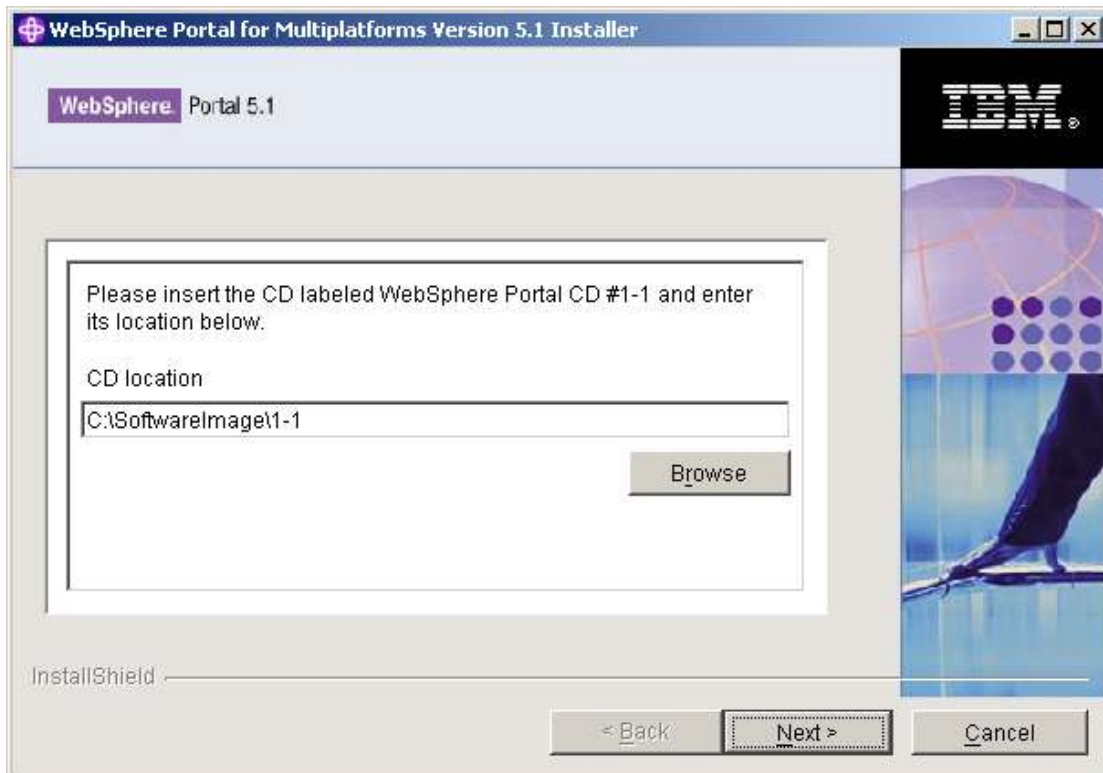 WebSphere Portal for Multiplatforms Version 5.1 Installer
WebSphere. Portal 5.1
IBM.®
Please insert the CD labeled WebSphere Portal CD #1-1 and enter
its location below.
CD location
C:\SoftwareImage\1-1
Browse
InstallShield
< Back
Next >
Cancel